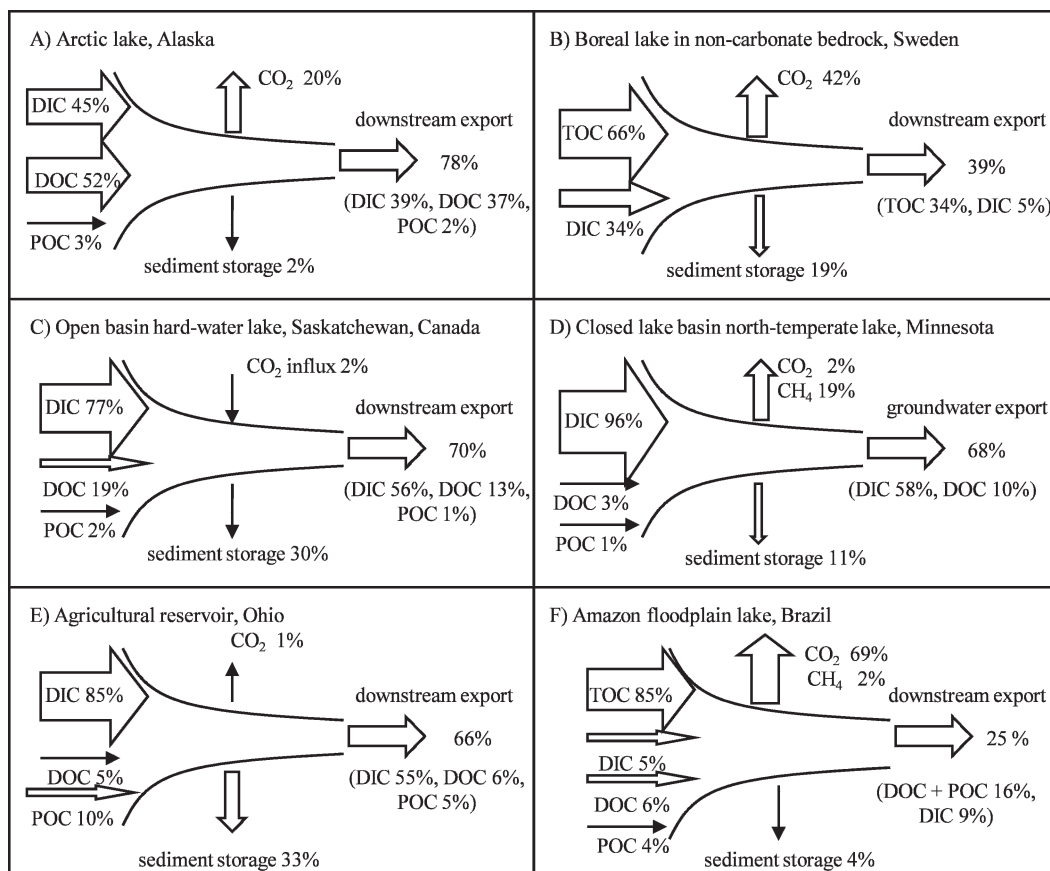 A) Arctic lake, Alaska
CO2 20%
DIC 45%
downstream export
78%
DOC 52%
(DIC 39%, DOC 37%,
POC 2%)
POC 3%
sediment storage 2%
B) Boreal lake in non-carbonate bedrock, Sweden
CO2 42%
downstream export
TOC 66%
39%
(TOC 34%, DIC 5%)
DIC 34%
sediment storage 19%
C) Open basin hard-water lake, Saskatchewan, Canada
CO2 influx 2%
DIC 77%
downstream export
70%
DOC 19%
(DIC 56%, DOC 13%,
POC 1%)
POC 2%
sediment storage 30%
D) Closed lake basin north-temperate lake, Minnesota
CO2 2%
CH4 19%
DIC 96%
groundwater export
68%
DOC 3%
(DIC 58%, DOC 10%)
POC 1%
sediment storage 11%
E) Agricultural reservoir, Ohio
CO2 1%
DIC 85%
downstream export
66%
DOC 5%
(DIC 55%, DOC 6%,
POC 5%)
POC 10%
sediment storage 33%
F) Amazon floodplain lake, Brazil
CO2 69%
CH4 2%
TOC 85%
downstream export
25 %
DIC 5%
(DOC + POC 16%,
DIC 9%)
DOC 6%
POC 4%
sediment storage 4%